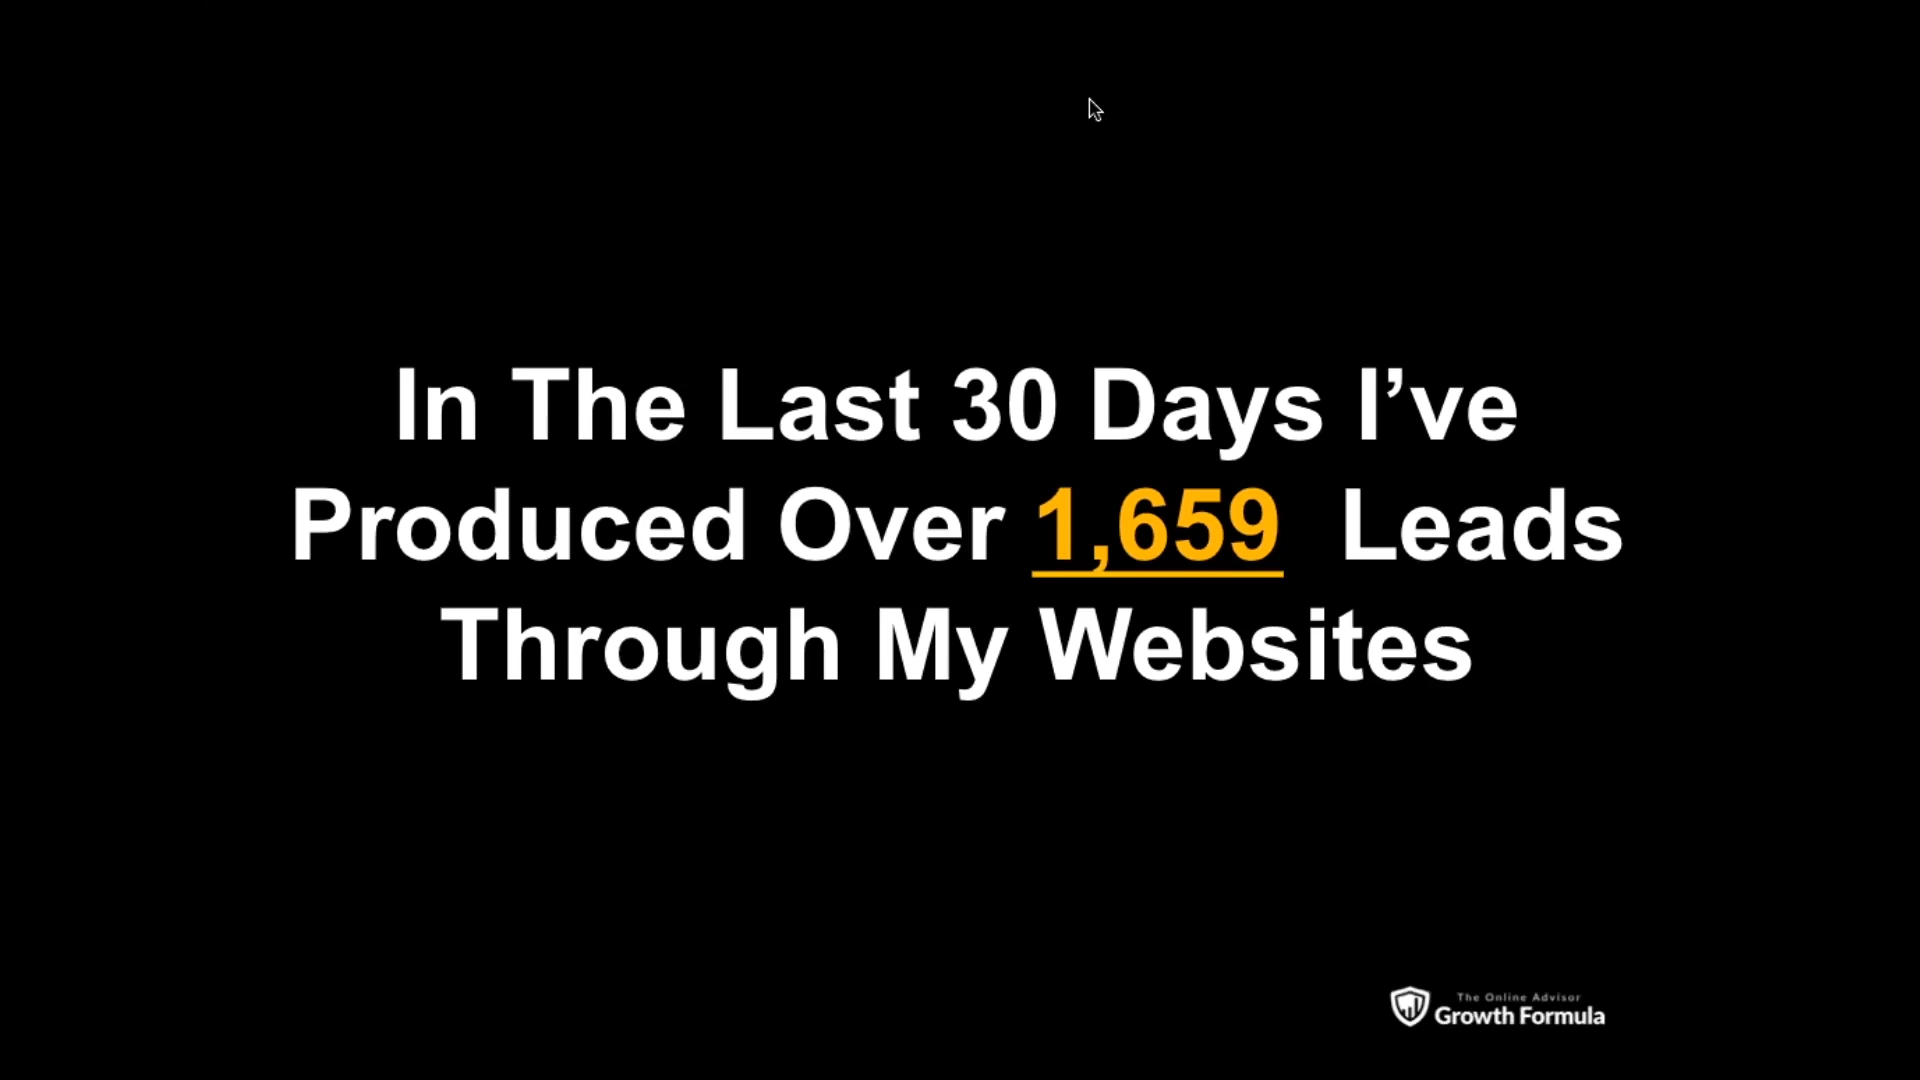 In The Last 30 Days I’ve
Produced Over 1,659 Leads
Through My Websites
The Online Advisor
Growth Formula